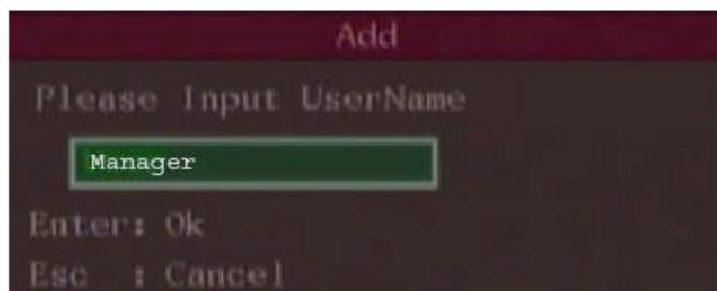 Add
Please Input UserName
Manager
Enter: Ok
Esc : Cancel